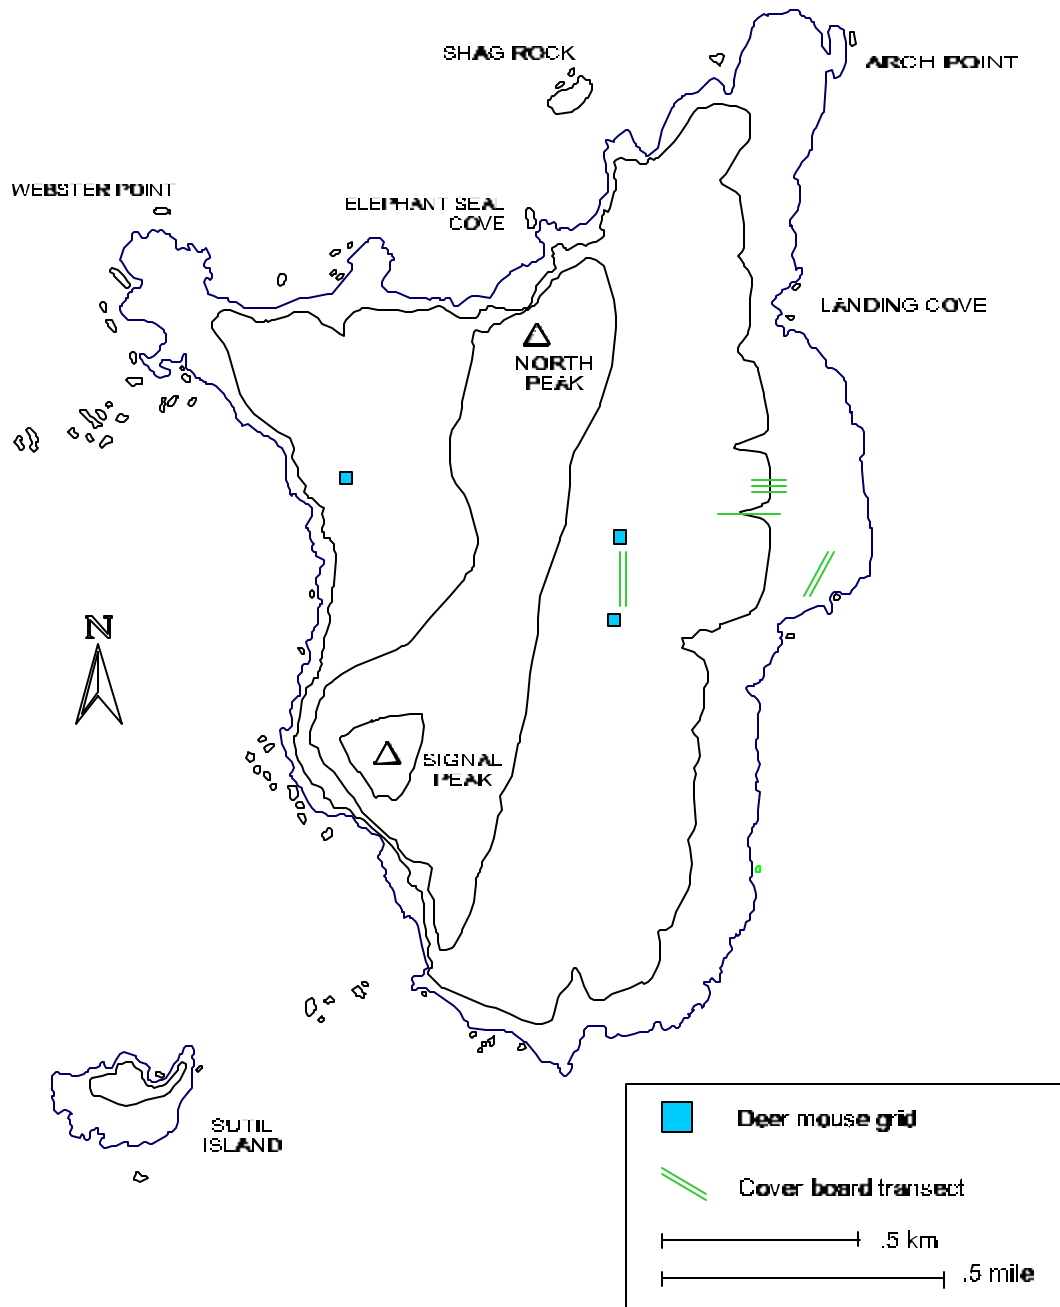 SHAG ROCK
ARCH POINT
WEBSTER POINT
ELEPHANT SEAL
COVE
LANDING COVE
NORTH
PEAK
N
SIGNAL
PEAK
SUTIL
ISLAND
Deer mouse grid
Cover board transect
.5 km
.5 mile